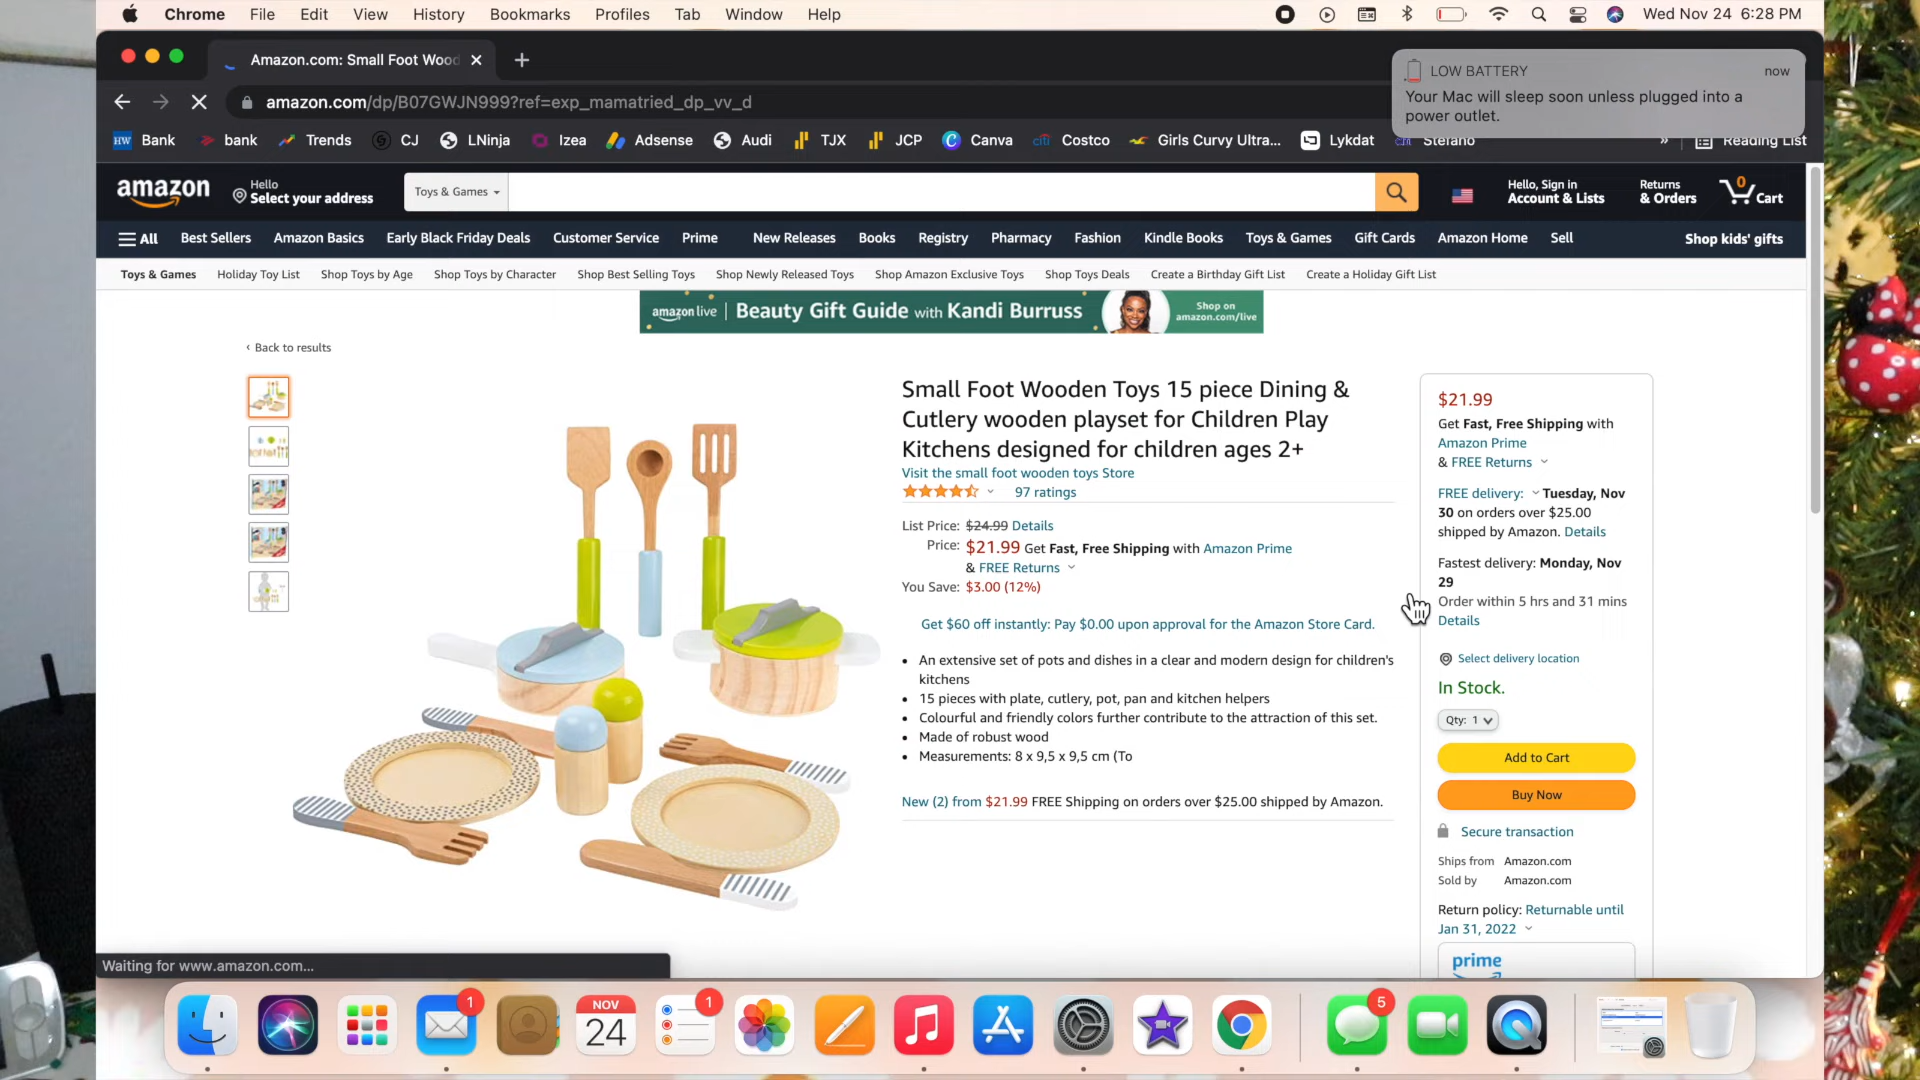 Chrome File Edit View History Bookmarks Profiles Tab Window Help Wed Nov 24 6:28 PM
Amazon.com: Small Foot Wood
LOW BATTERY now
Your Mac will sleep soon unless plugged into a
power outlet.
amazon.com/dp/B07GWJN999?ref=exp_mamatried_dp_vv_d
HW Bank bank Trends CJ LNinja Izea Adsense Audi TJX JCP Canva citi Costco Girls Curvy Ultra... Lykdat Stefano » Reading List
amazon
Hello
Select your address
Toys & Games
Hello, Sign in
Account & Lists
Returns
& Orders
0
Cart
All Best Sellers Amazon Basics Early Black Friday Deals Customer Service Prime New Releases Books Registry Pharmacy Fashion Kindle Books Toys & Games Gift Cards Amazon Home Sell Shop kids' gifts
Toys & Games Holiday Toy List Shop Toys by Age Shop Toys by Character Shop Best Selling Toys Shop Newly Released Toys Shop Amazon Exclusive Toys Shop Toys Deals Create a Birthday Gift List Create a Holiday Gift List
amazon live | Beauty Gift Guide with Kandi Burruss
Shop on
amazon.com/live
‹ Back to results
Small Foot Wooden Toys 15 piece Dining &
Cutlery wooden playset for Children Play
Kitchens designed for children ages 2+
Visit the small foot wooden toys Store
97 ratings
List Price: $24.99 Details
Price: $21.99 Get Fast, Free Shipping with Amazon Prime
& FREE Returns
You Save: $3.00 (12%)
Get $60 off instantly: Pay $0.00 upon approval for the Amazon Store Card.
• An extensive set of pots and dishes in a clear and modern design for children's
kitchens
• 15 pieces with plate, cutlery, pot, pan and kitchen helpers
• Colourful and friendly colors further contribute to the attraction of this set.
• Made of robust wood
• Measurements: 8 x 9,5 x 9,5 cm (To
New (2) from $21.99 FREE Shipping on orders over $25.00 shipped by Amazon.
$21.99
Get Fast, Free Shipping with
Amazon Prime
& FREE Returns
FREE delivery: Tuesday, Nov
30 on orders over $25.00
shipped by Amazon. Details
Fastest delivery: Monday, Nov
29
Order within 5 hrs and 31 mins
Details
Select delivery location
In Stock.
Qty: 1
Add to Cart
Buy Now
Secure transaction
Ships from Amazon.com
Sold by Amazon.com
Return policy: Returnable until
Jan 31, 2022
prime
Waiting for www.amazon.com...
1
NOV
24
1
5